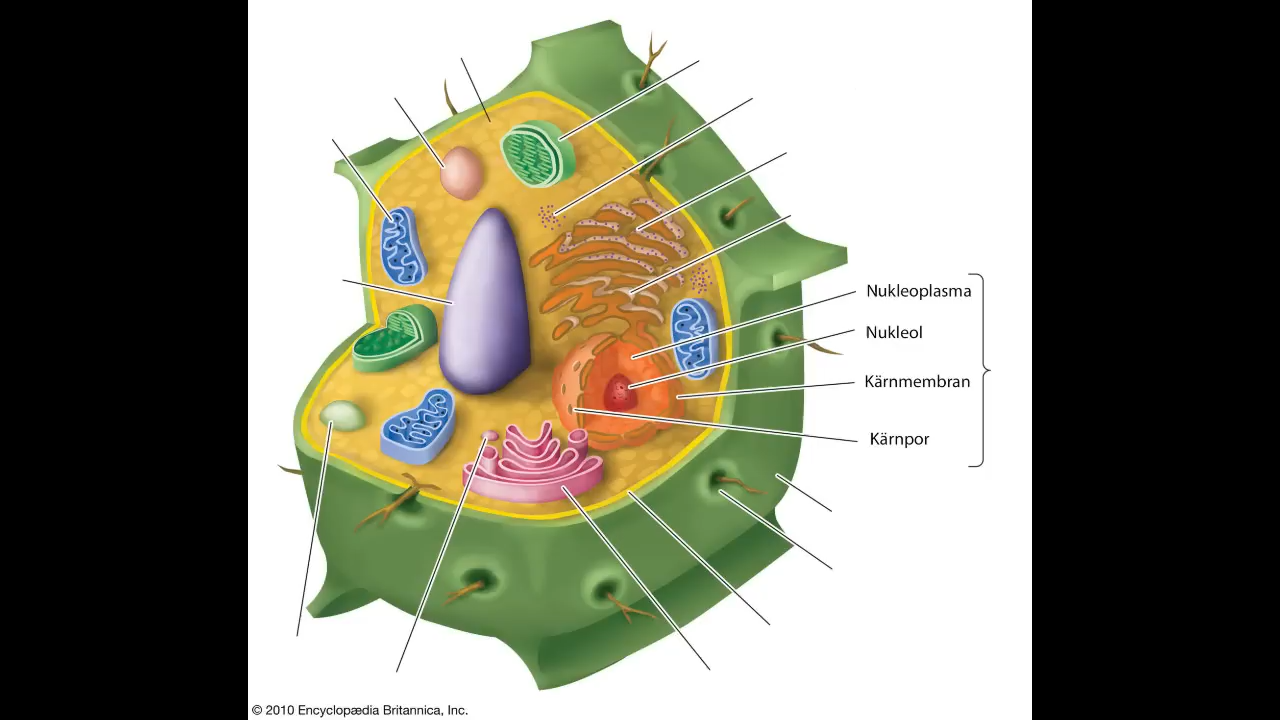 Nukleoplasma
Nukleol
Kärnmembran
Kärnpor
© 2010 Encyclopædia Britannica, Inc.